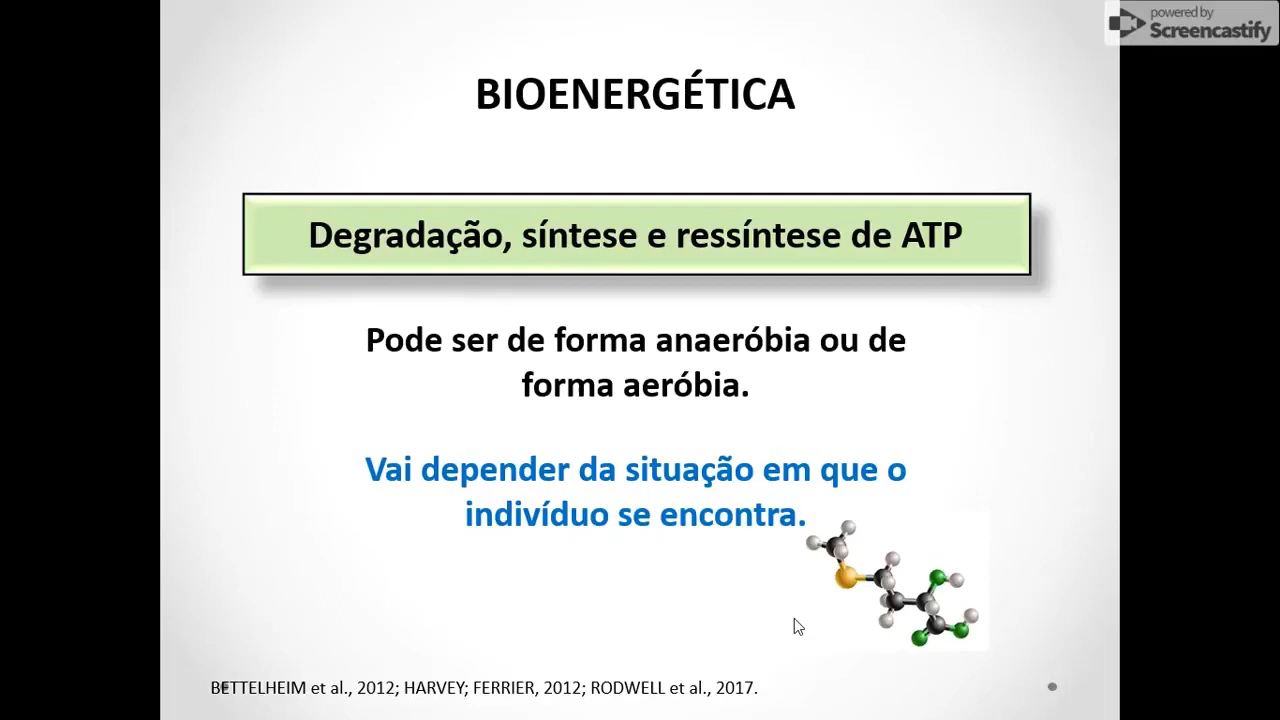 powered by
Screencastify
BIOENERGÉTICA
Degradação, síntese e ressíntese de ATP
Pode ser de forma anaeróbia ou de
forma aeróbia.
Vai depender da situação em que o
indivíduo se encontra.
BETTELHEIM et al., 2012; HARVEY; FERRIER, 2012; RODWELL et al., 2017.